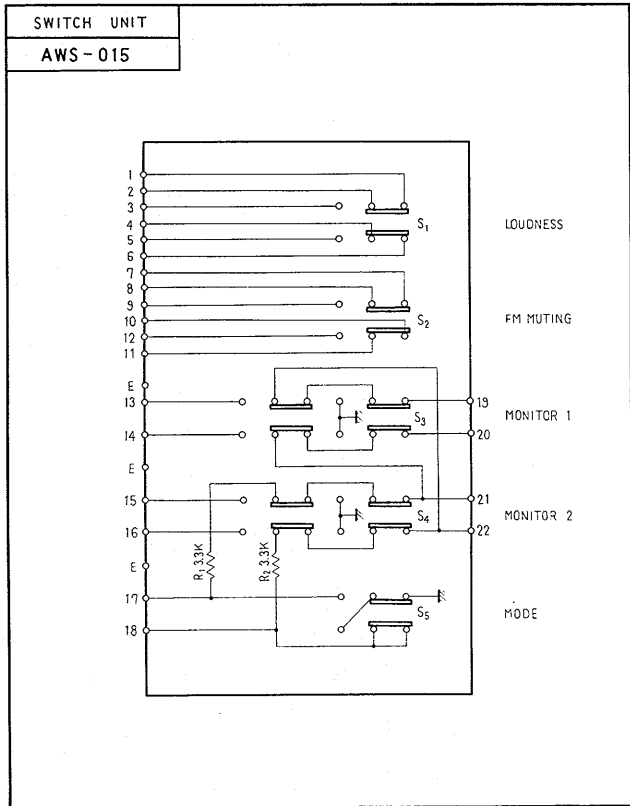 SWITCH UNIT
AWS-015
1
2
3
4
5
6
S1
LOUDNESS
7
8
9
10
12
11
S2
FM MUTING
E
13
14
E
S3
19
20
MONITOR 1
15
16
E
S4
21
22
MONITOR 2
R1 3.3K
R2 3.3K
17
18
S5
MODE